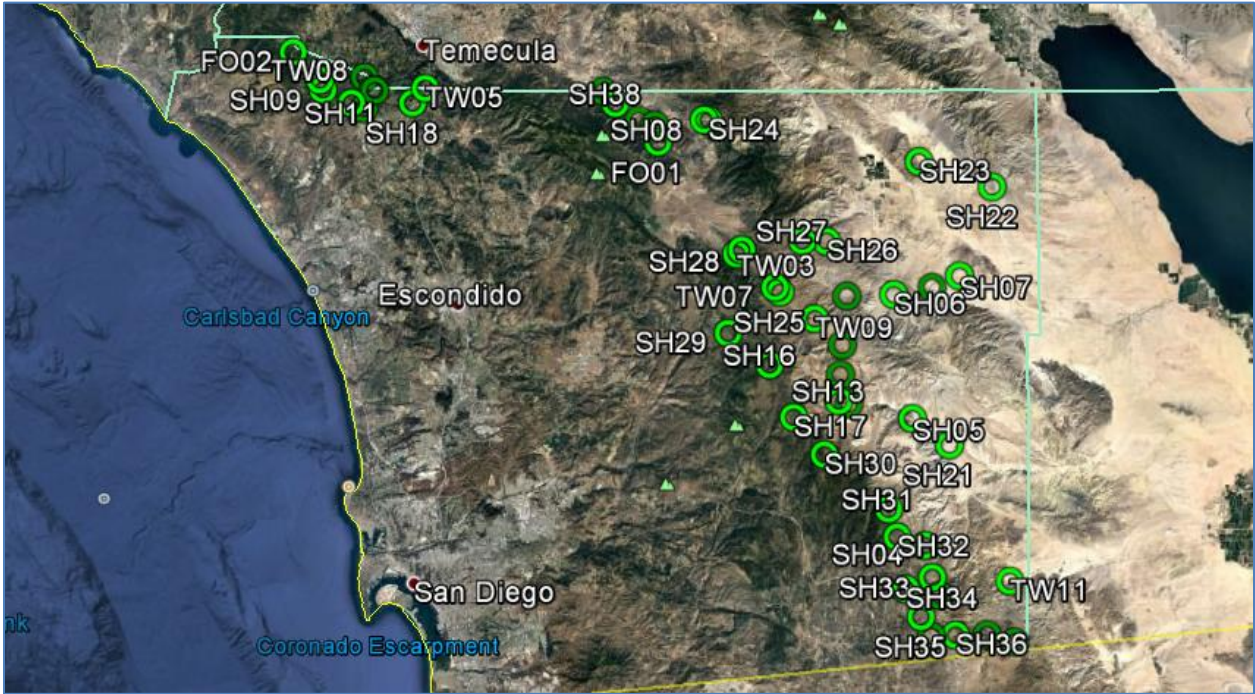 Temecula
FO02
TW08
SH09
SH11
TW05
SH18
SH38
SH08
SH24
FO01
SH23
SH22
SH27
SH26
SH28
TW03
TW07
SH07
SH06
Escondido
Carlsbad Canyon
SH25
TW09
SH29
SH16
SH13
SH17
SH05
SH30
SH21
SH31
SH04
SH32
SH33
SH34
TW11
San Diego
nk
Coronado Escarpment
SH35
SH36